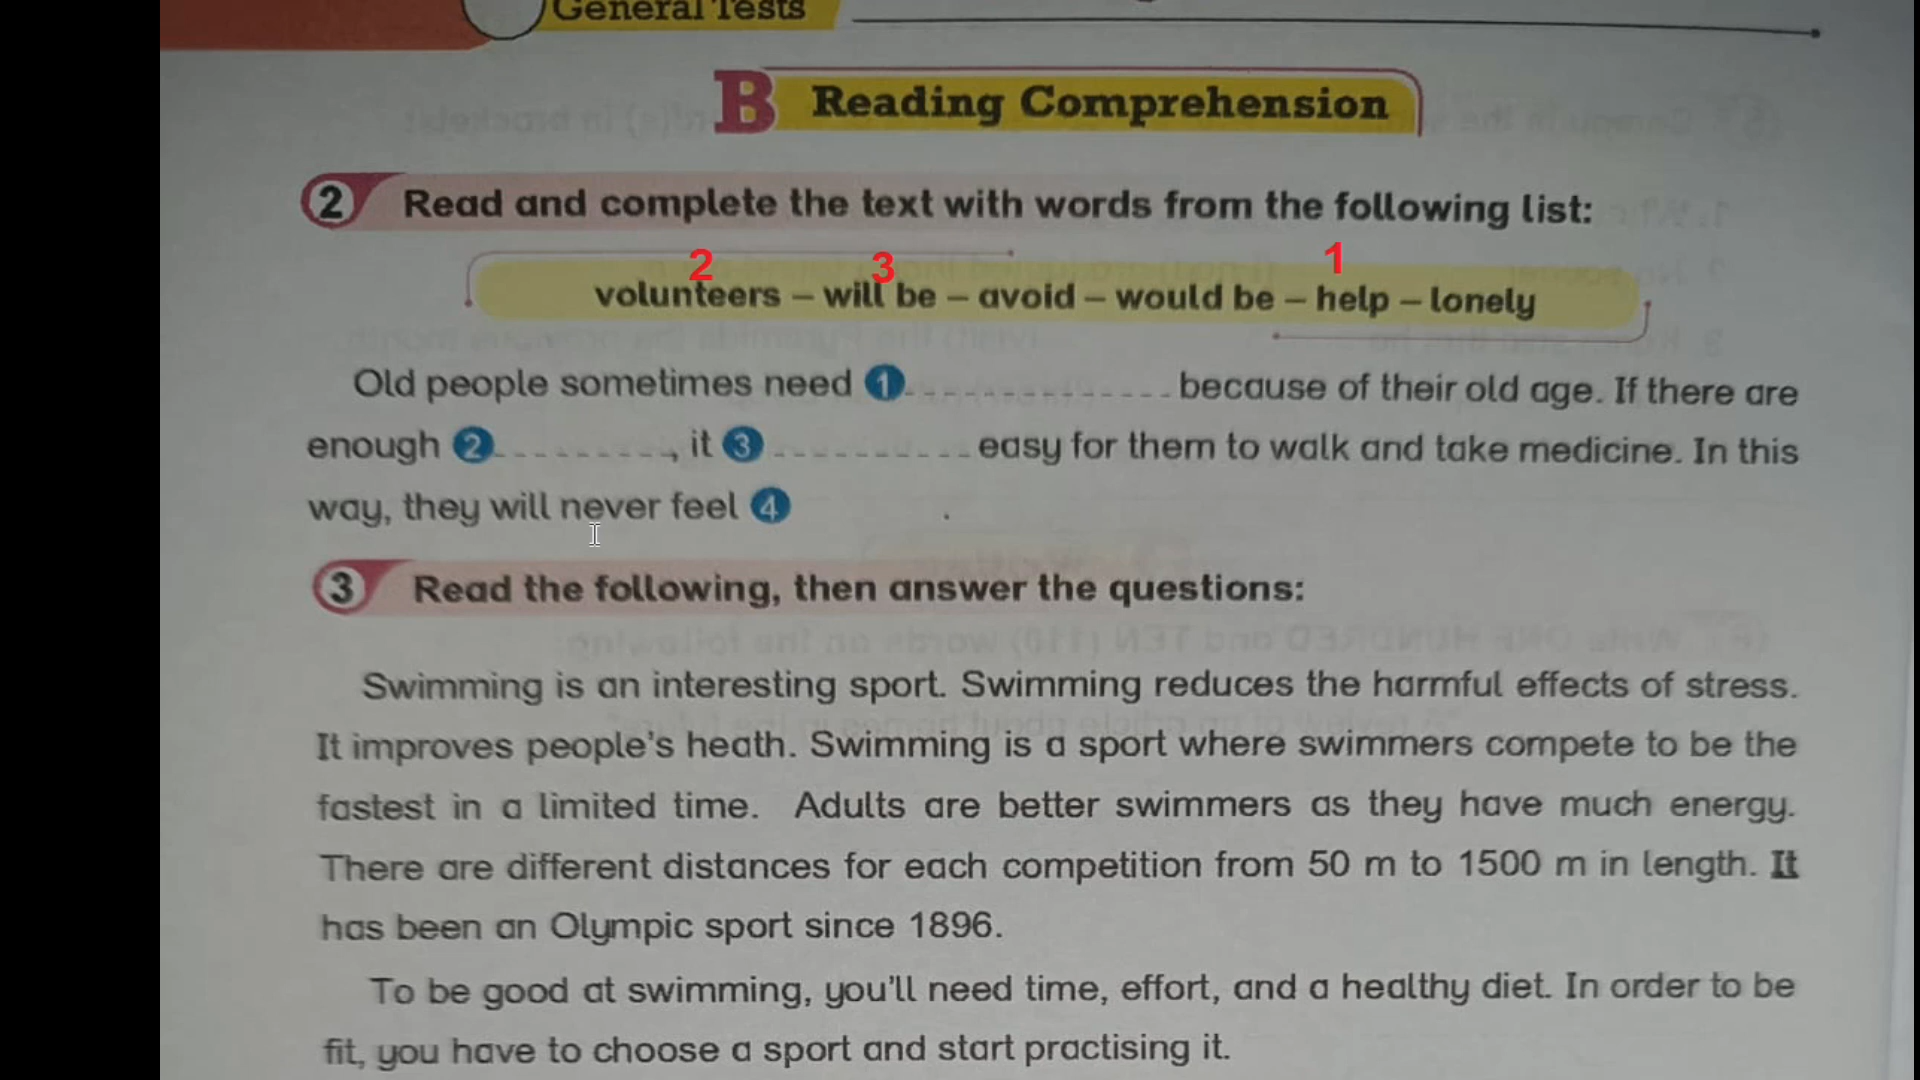 General Tests
B Reading Comprehension
2 Read and complete the text with words from the following list:
2 3 1
volunteers – will be – avoid – would be – help – lonely
Old people sometimes need 1 ............ because of their old age. If there are
enough 2 .........., it 3 ............ easy for them to walk and take medicine. In this
way, they will never feel 4 .
3 Read the following, then answer the questions:
Swimming is an interesting sport. Swimming reduces the harmful effects of stress.
It improves people's heath. Swimming is a sport where swimmers compete to be the
fastest in a limited time. Adults are better swimmers as they have much energy.
There are different distances for each competition from 50 m to 1500 m in length. It
has been an Olympic sport since 1896.
To be good at swimming, you'll need time, effort, and a healthy diet. In order to be
fit, you have to choose a sport and start practising it.